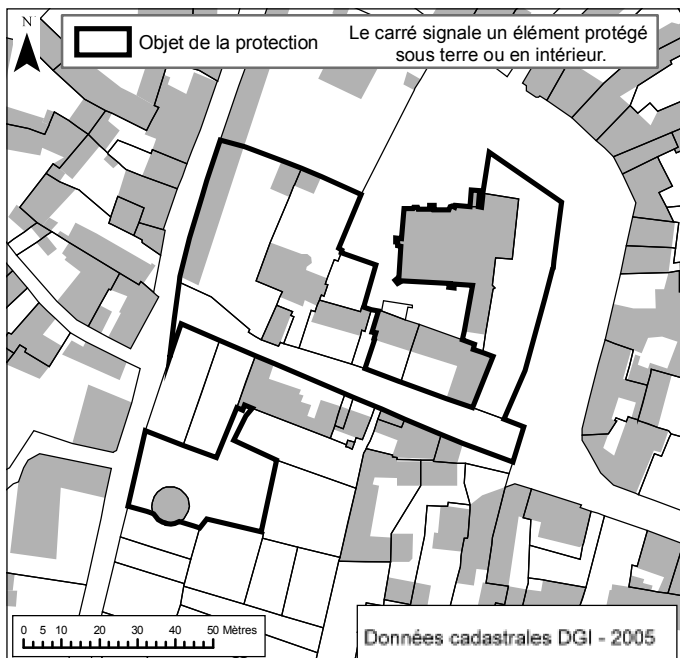 N
Objet de la protection
Le carré signale un élément protégé
sous terre ou en intérieur.
0 5 10 20 30 40 50 Mètres
Données cadastrales DGI - 2005